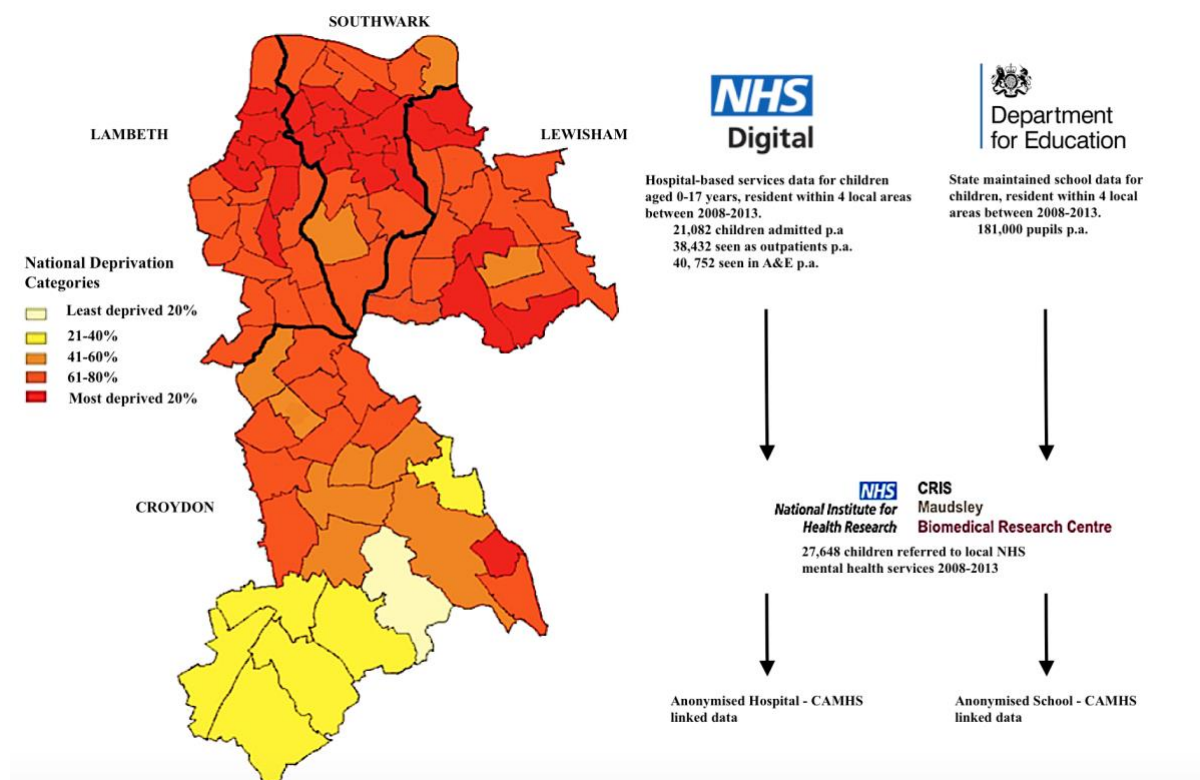 SOUTHWARK
LAMBETH
LEWISHAM
National Deprivation
Categories
Least deprived 20%
21-40%
41-60%
61-80%
Most deprived 20%
CROYDON
NHS
Digital
Hospital-based services data for children
aged 0-17 years, resident within 4 local areas
between 2008-2013.
21,082 children admitted p.a
38,432 seen as outpatients p.a.
40, 752 seen in A&E p.a.
Department
for Education
State maintained school data for
children, resident within 4 local
areas between 2008-2013.
181,000 pupils p.a.
NHS
National Institute for
Health Research
CRIS
Maudsley
Biomedical Research Centre
27,648 children referred to local NHS
mental health services 2008-2013
Anonymised Hospital - CAMHS
linked data
Anonymised School - CAMHS
linked data